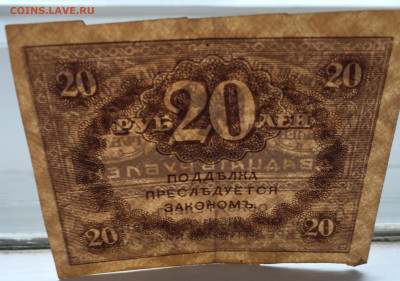 COINS.LAVE.RU
20 20
РУБ 20 ЛЕЙ
ПОДДѢЛКА
ПРЕСЛѢДУЕТСЯ
ЗАКОНОМЪ.
20 20